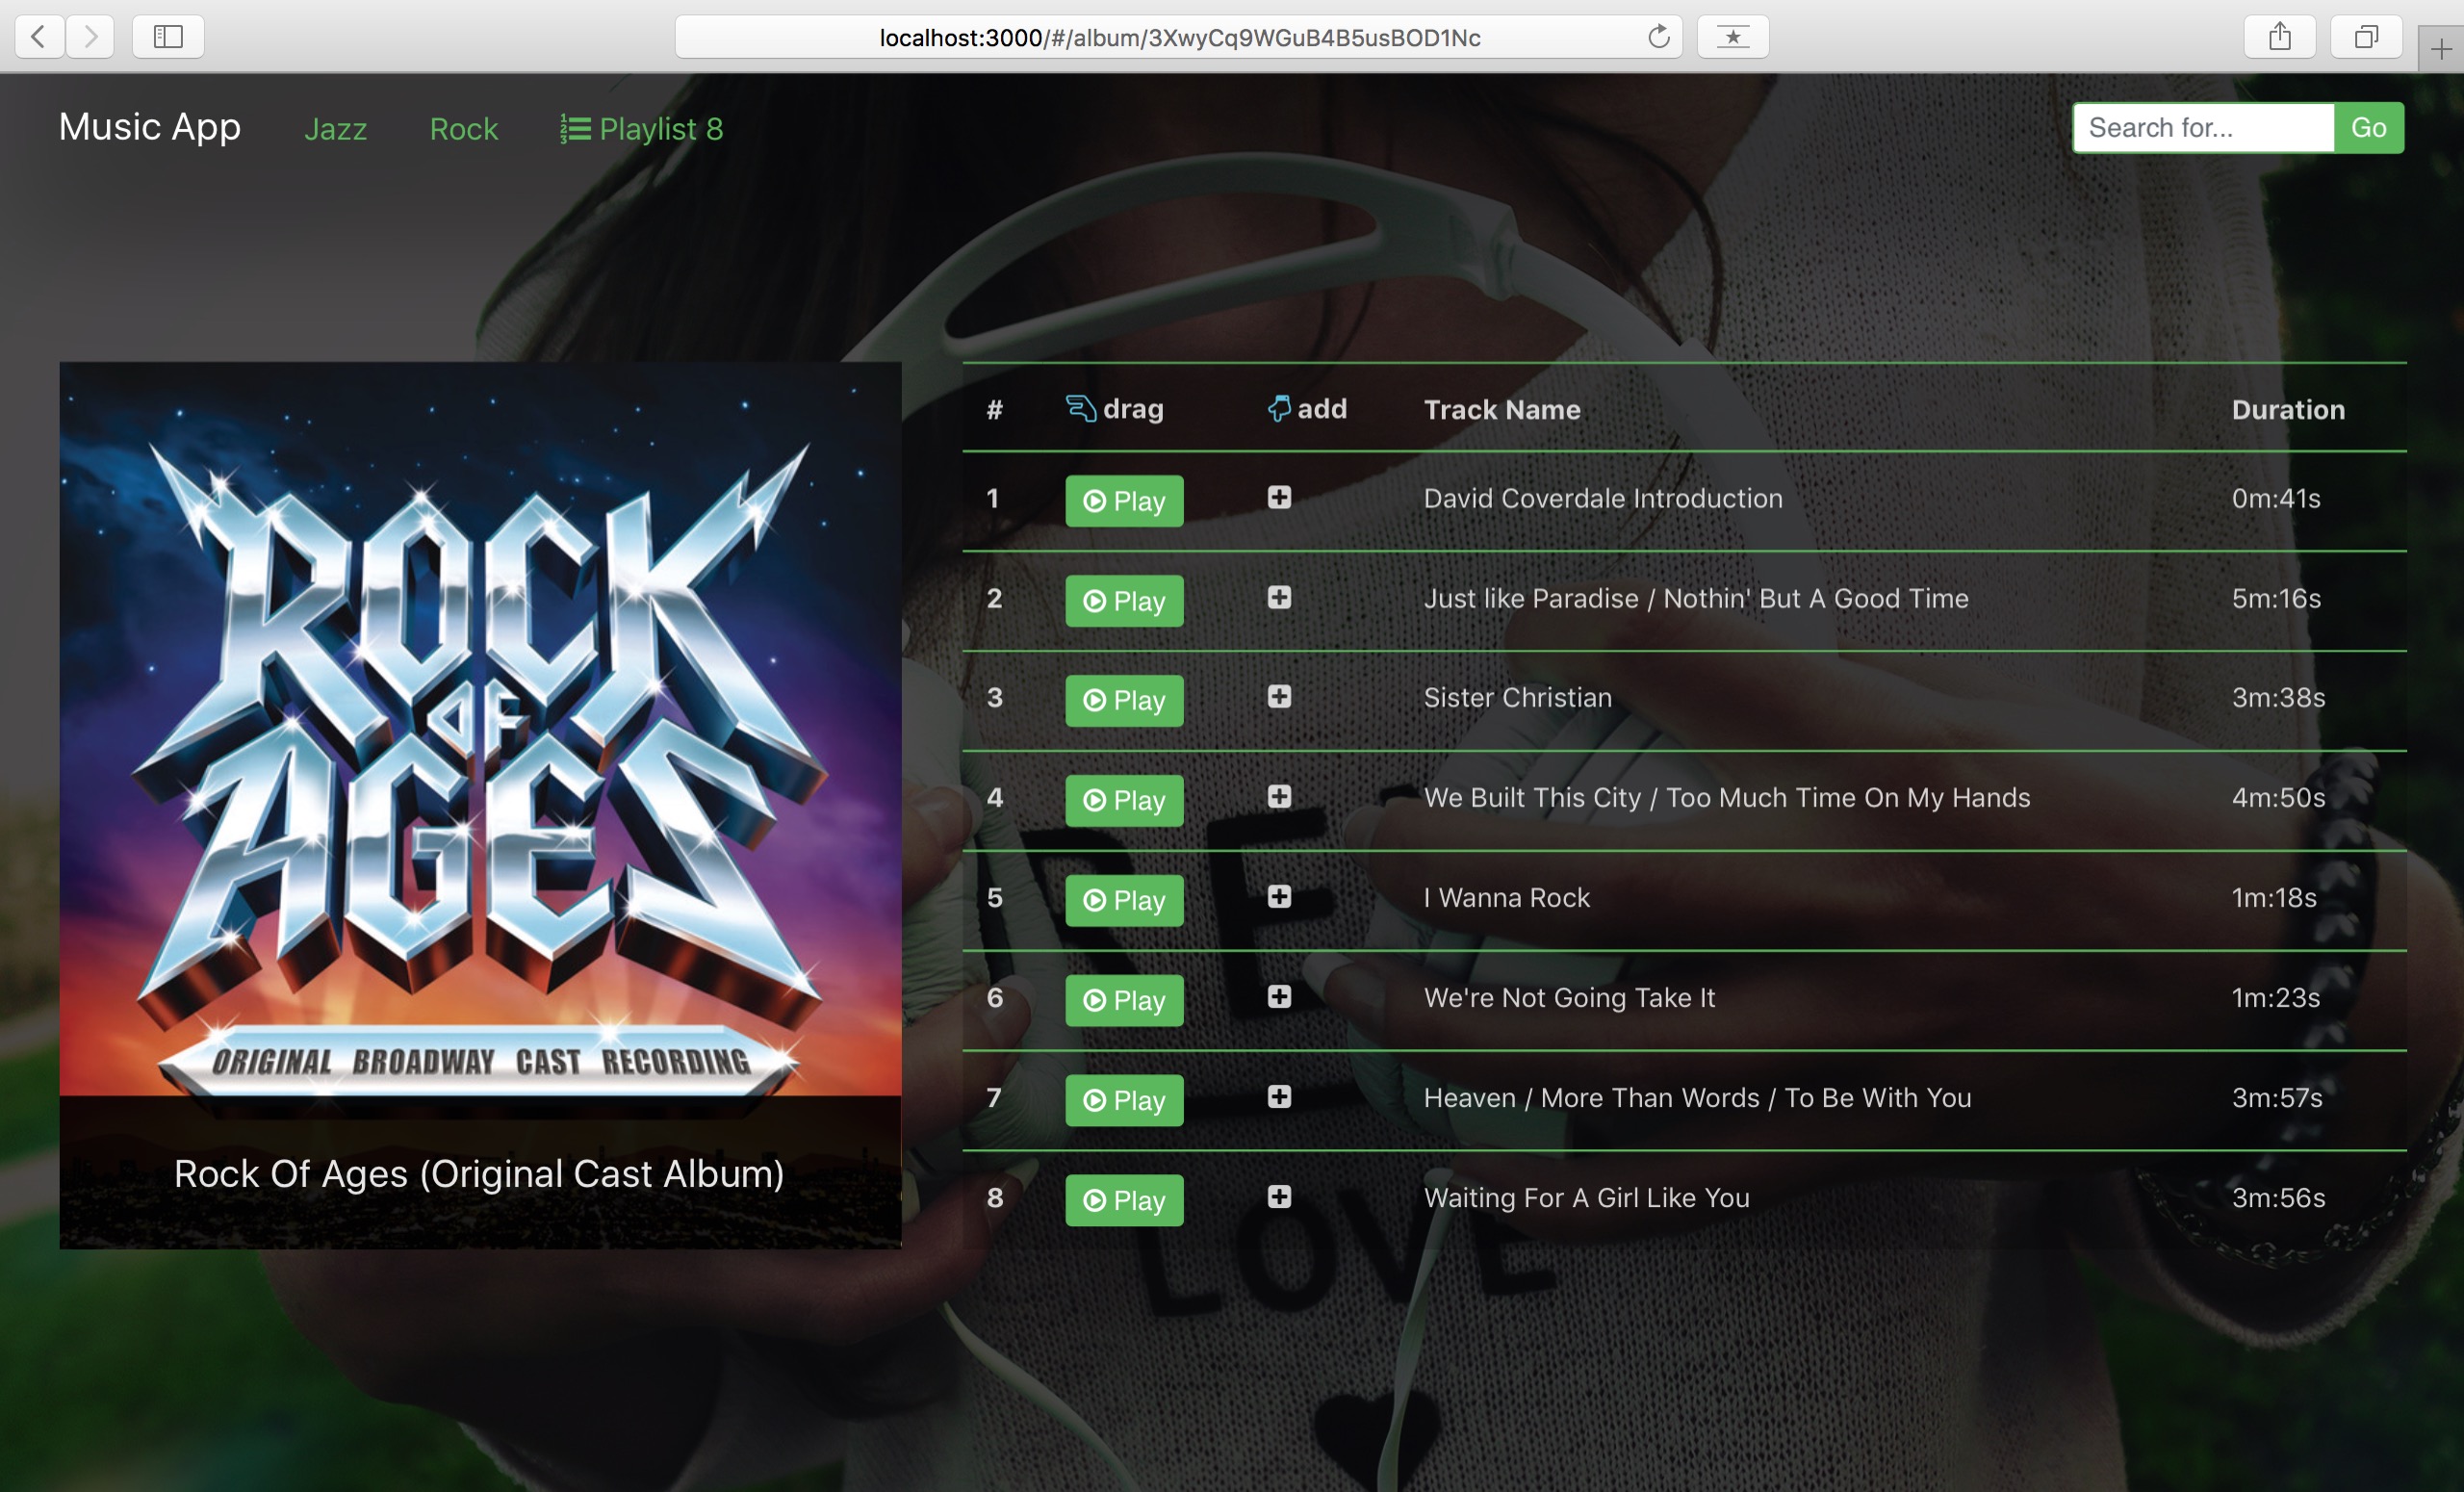 localhost:3000/#/album/3XwyCq9WGuB4B5usBOD1Nc
Music App Jazz Rock Playlist 8 Search for... Go
ROCK
OF
AGES
ORIGINAL BROADWAY CAST RECORDING
Rock Of Ages (Original Cast Album)
# drag add Track Name Duration
1 Play David Coverdale Introduction 0m:41s
2 Play Just like Paradise / Nothin' But A Good Time 5m:16s
3 Play Sister Christian 3m:38s
4 Play We Built This City / Too Much Time On My Hands 4m:50s
5 Play I Wanna Rock 1m:18s
6 Play We're Not Going Take It 1m:23s
7 Play Heaven / More Than Words / To Be With You 3m:57s
8 Play Waiting For A Girl Like You 3m:56s
LOVE